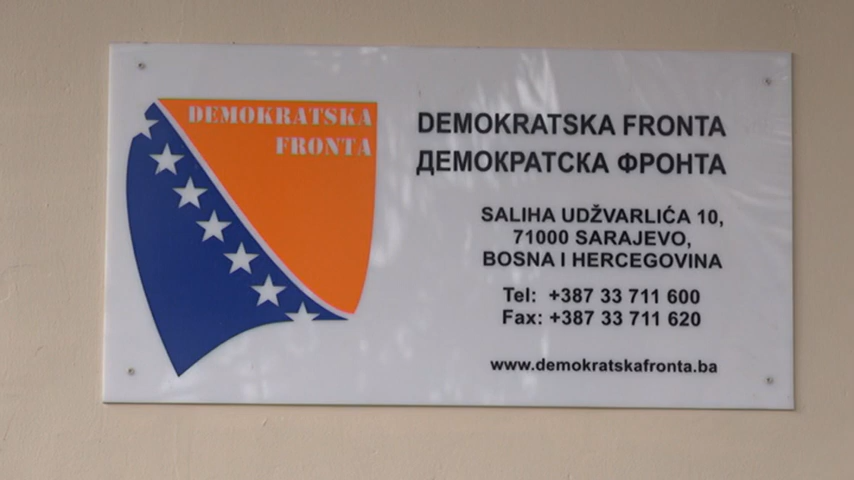 DEMOKRATSKA
FRONTA
DEMOKRATSKA FRONTA
ДЕМОКРАТСКА ФРОНТА
SALIHA UDŽVARLIĆA 10,
71000 SARAJEVO,
BOSNA I HERCEGOVINA
Tel: +387 33 711 600
Fax: +387 33 711 620
www.demokratskafronta.ba